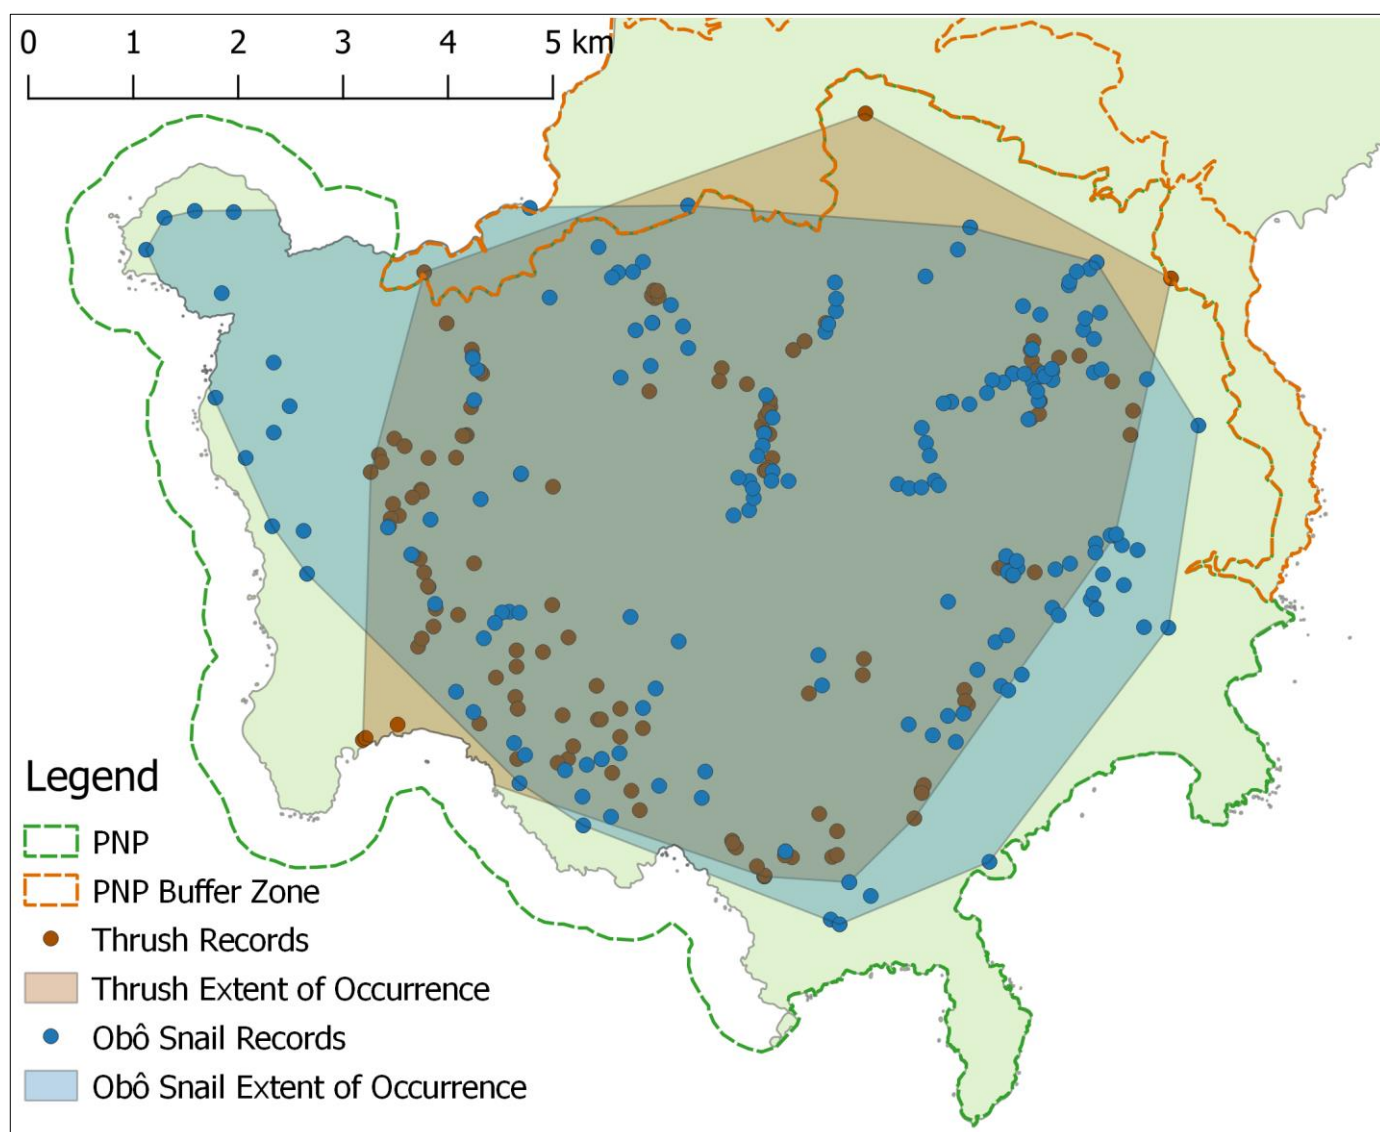 0 1 2 3 4 5 km
Legend
PNP
PNP Buffer Zone
Thrush Records
Thrush Extent of Occurrence
Obô Snail Records
Obô Snail Extent of Occurrence